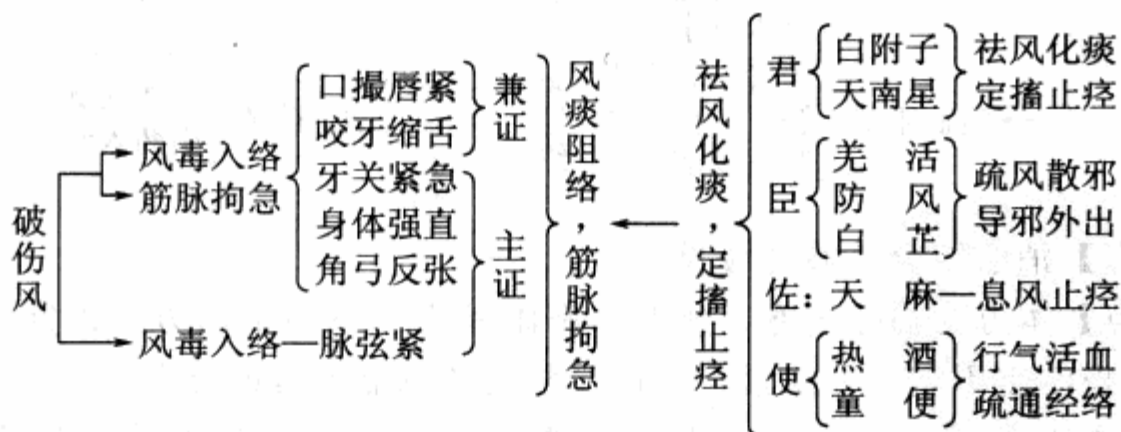 破伤风
风毒入络
筋脉拘急
口撮唇紧
咬牙缩舌
牙关紧急
身体强直
角弓反张
兼证
主证
风毒入络—脉弦紧
风痰阻络，筋脉拘急
祛风化痰，定搐止痉
君
白附子
天南星
祛风化痰
定搐止痉
臣
羌 活
防 风
白 芷
疏风散邪
导邪外出
佐：天 麻—息风止痉
使
热 酒
童 便
行气活血
疏通经络